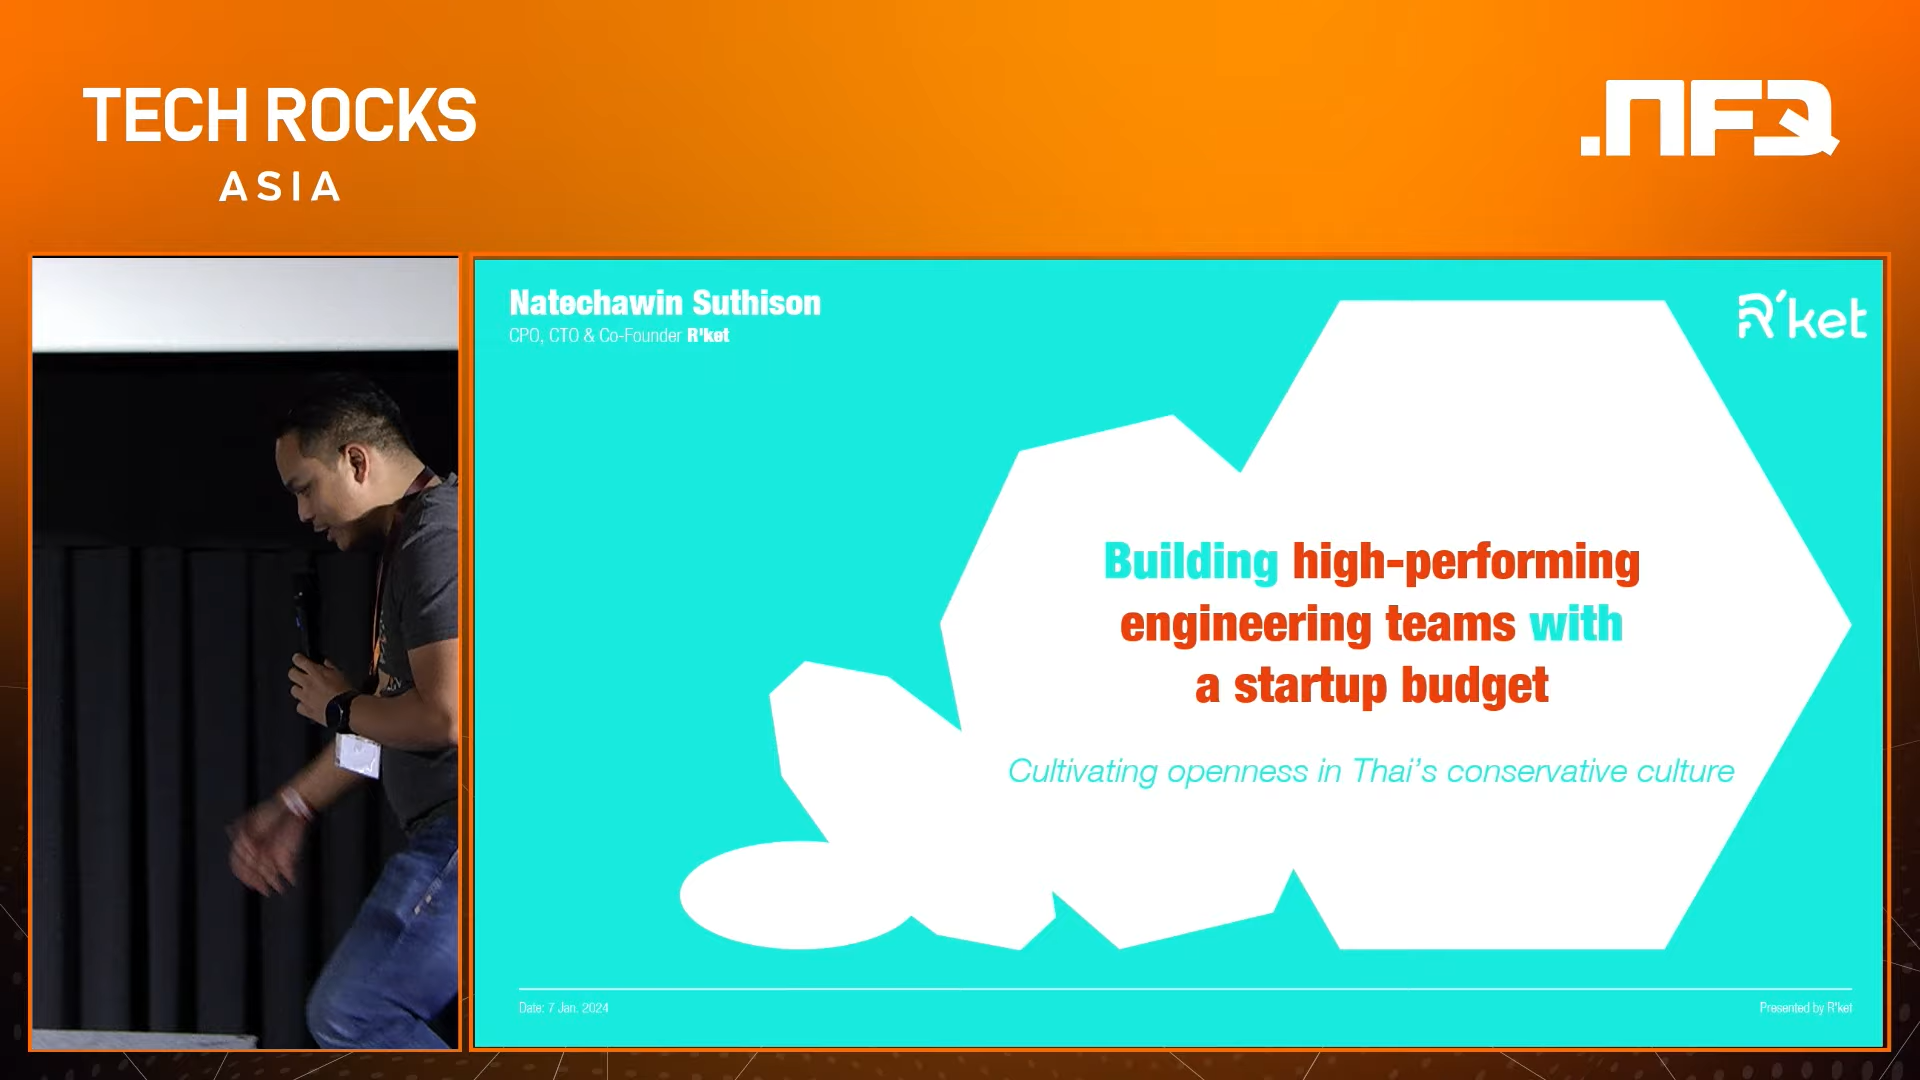 TECH ROCKS
ASIA
.NFQ
Natechawin Suthison
CPO, CTO & Co-Founder R'ket
R'ket
Building high-performing
engineering teams with
a startup budget
Cultivating openness in Thai's conservative culture
Date: 7 Jan. 2024
Presented by R'ket